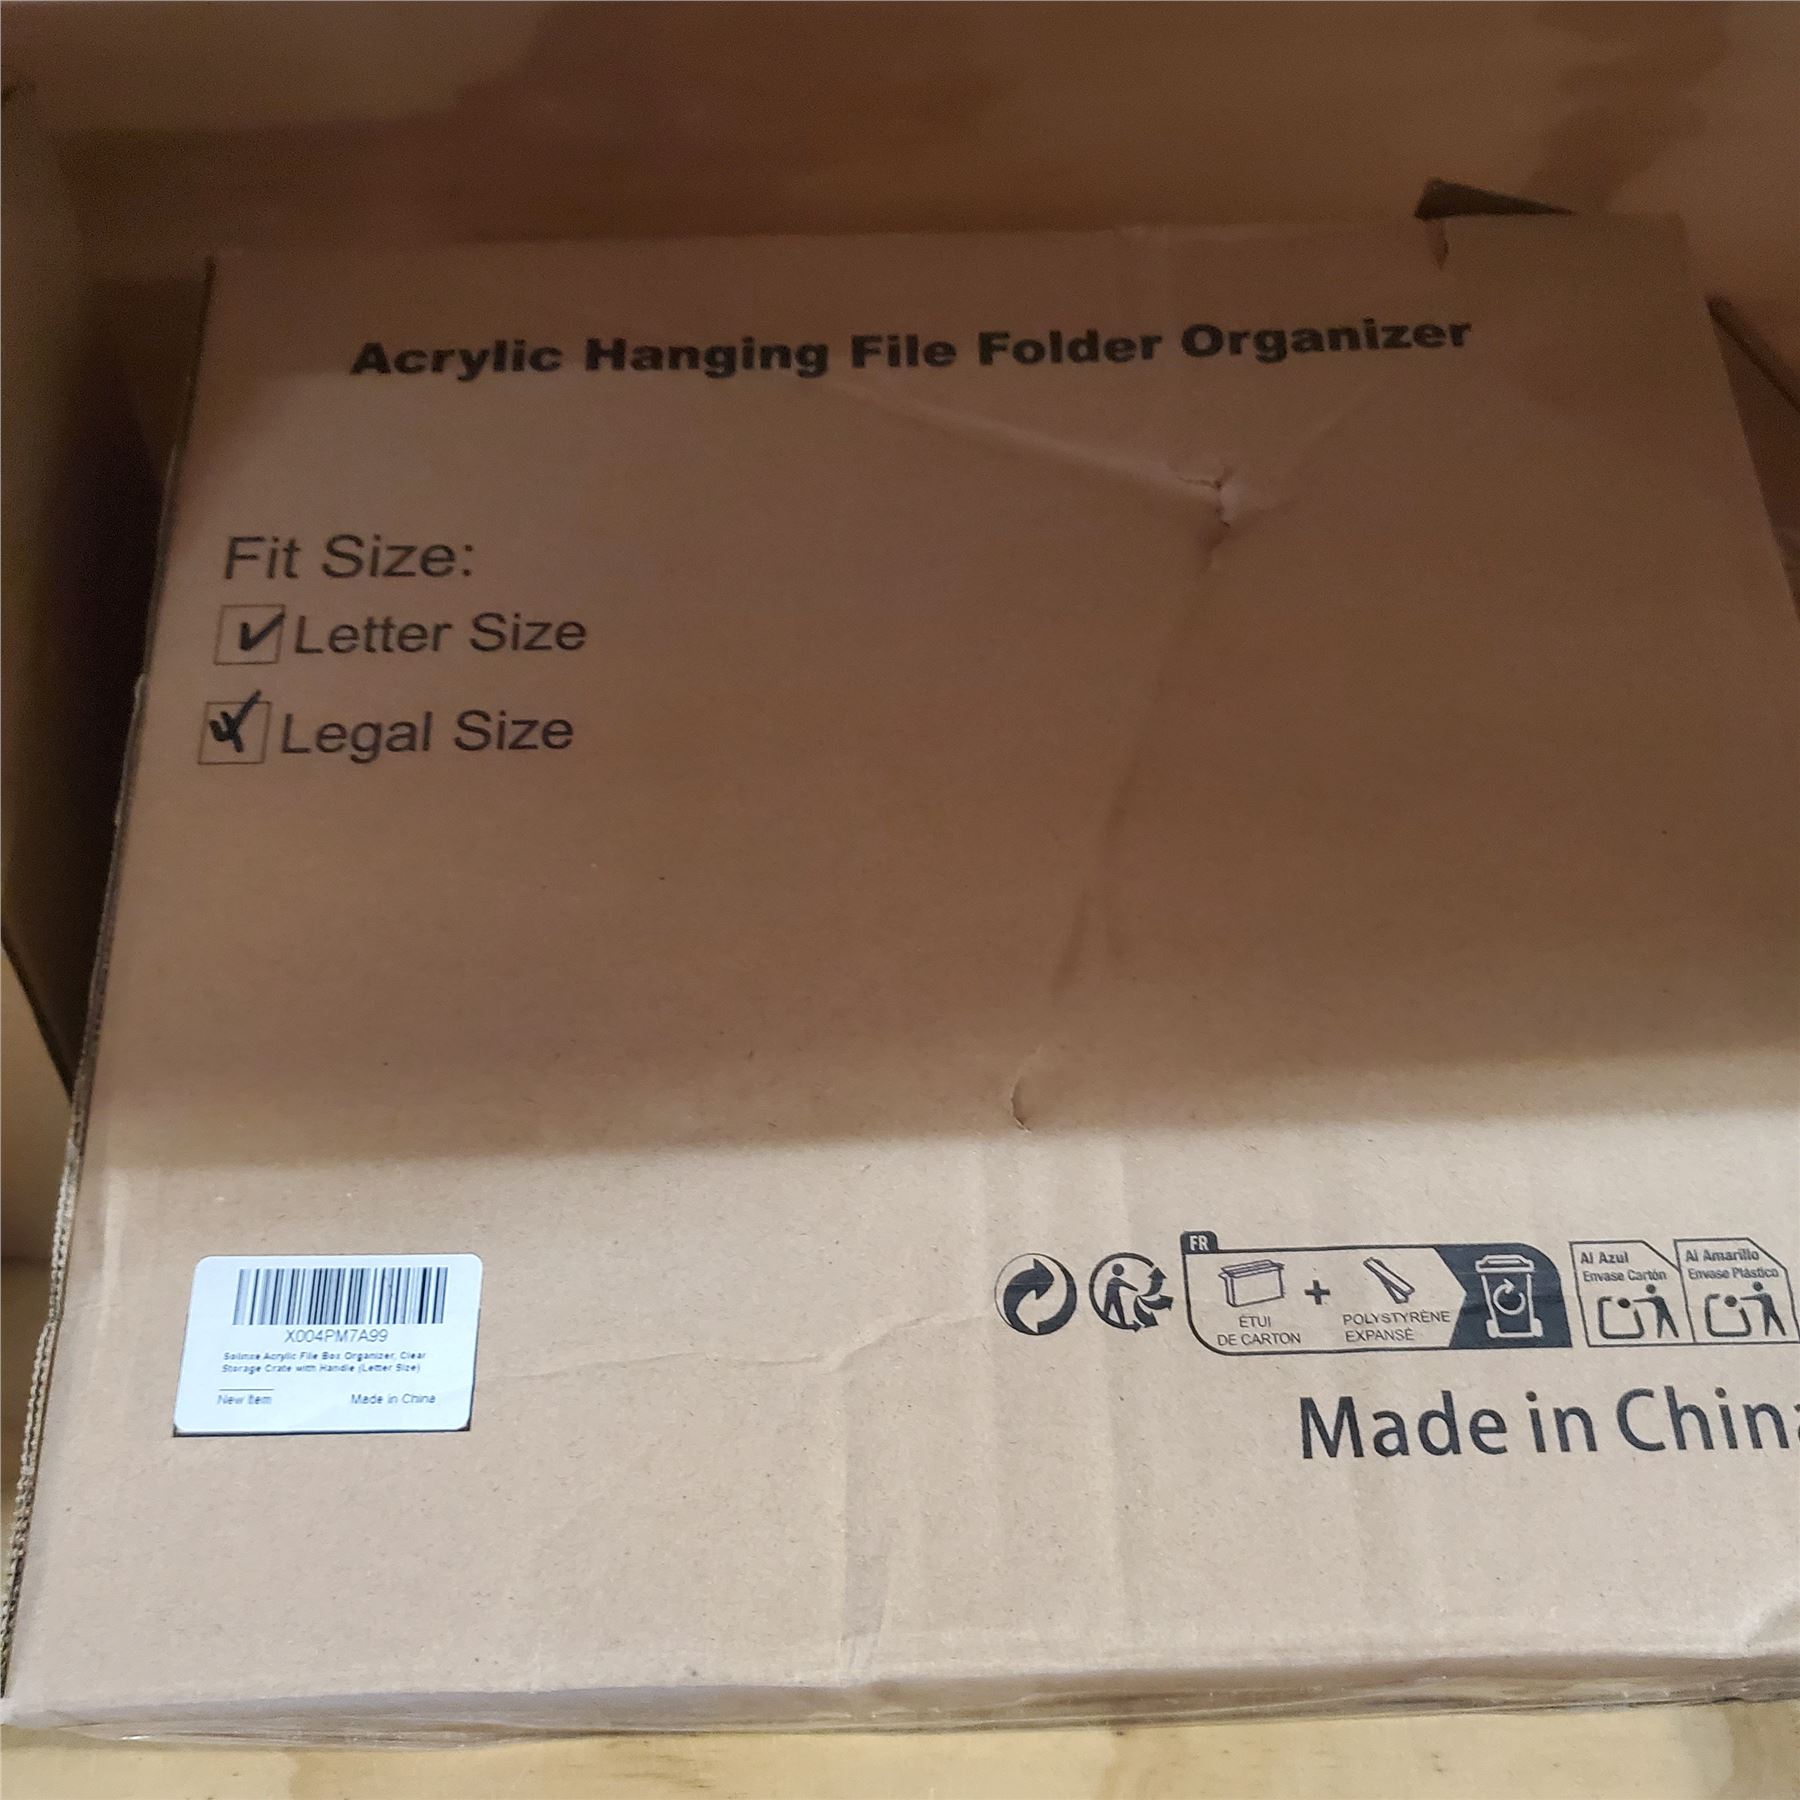 Acrylic Hanging File Folder Organizer
Fit Size:
Letter Size
Legal Size
X004PM7A99
Acrylic File Box Organizer, Clear
Storage Crate with Handle (Letter Size)
New Item
Made in China
FR
ÉTUI
DE CARTON
+
POLYSTYRÈNE
EXPANSÉ
Al Azul
Envase Cartón
Al Amarillo
Envase Plástico
Made in China